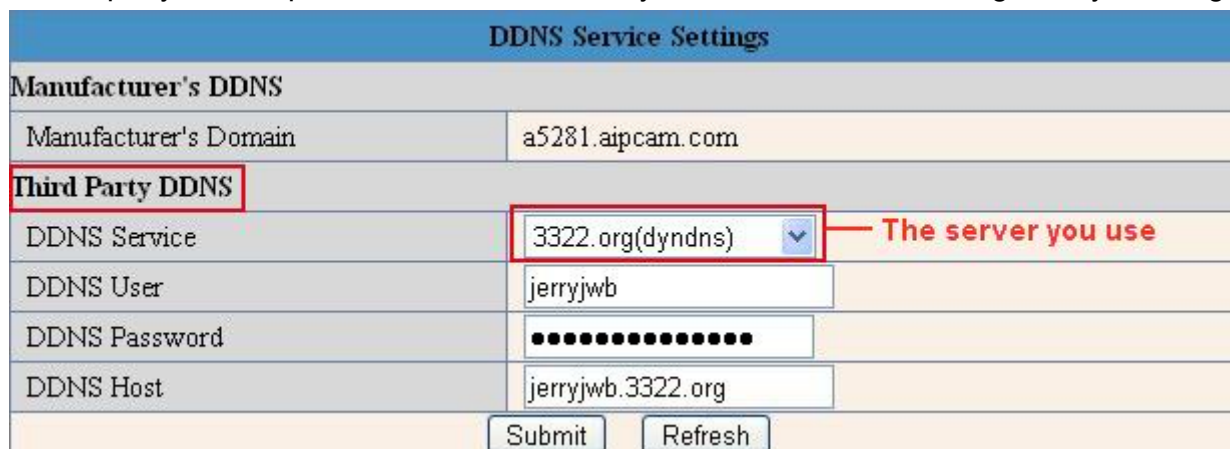 DDNS Service Settings
Manufacturer's DDNS
Manufacturer's Domain a5281.aipcam.com
Third Party DDNS
DDNS Service 3322.org(dyndns) The server you use
DDNS User jerryjwb
DDNS Password ••••••••••••••
DDNS Host jerryjwb.3322.org
Submit Refresh